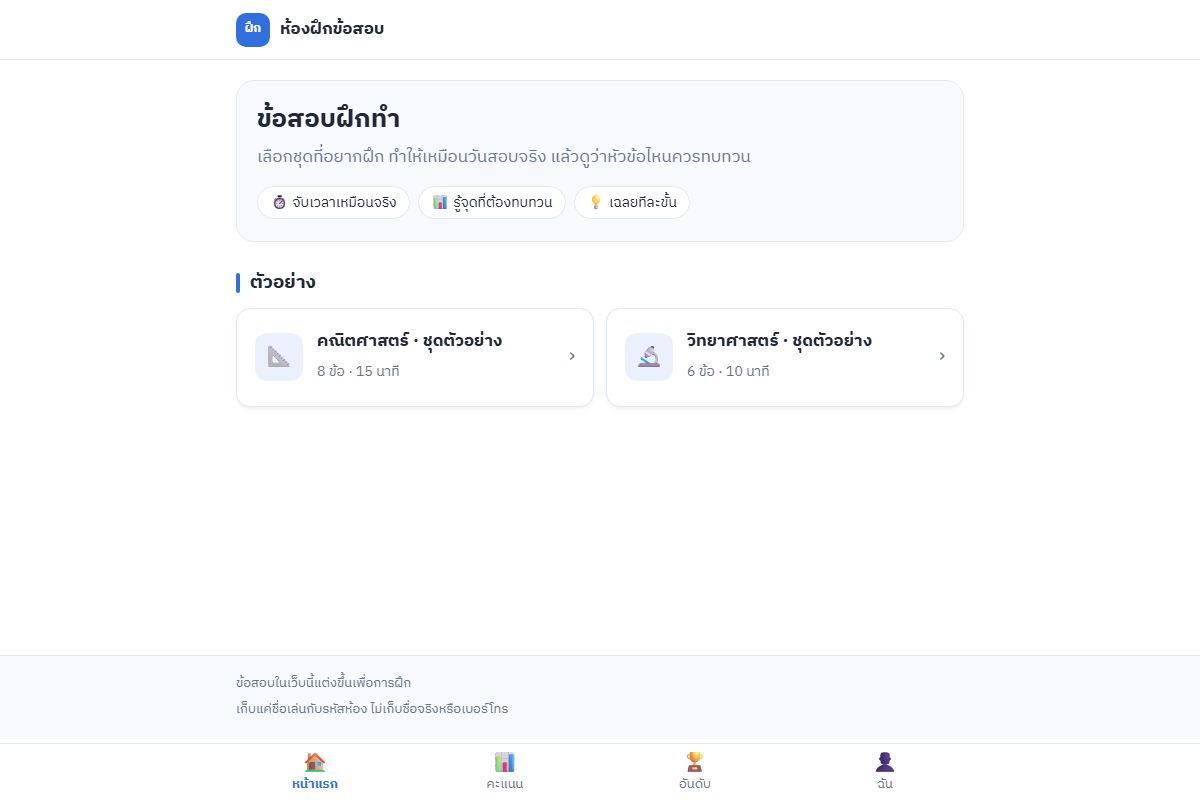 ฝึก ห้องฝึกข้อสอบ
ข้อสอบฝึกทำ
เลือกชุดที่อยากฝึก ทำให้เหมือนวันสอบจริง แล้วดูว่าหัวข้อไหนควรทบทวน
จับเวลาเหมือนจริง
รู้จุดที่ต้องทบทวน
เฉลยทีละขั้น
ตัวอย่าง
คณิตศาสตร์ · ชุดตัวอย่าง
8 ข้อ · 15 นาที
วิทยาศาสตร์ · ชุดตัวอย่าง
6 ข้อ · 10 นาที
ข้อสอบในเว็บนี้แต่งขึ้นเพื่อการฝึก
เก็บแค่ชื่อเล่นกับรหัสห้อง ไม่เก็บชื่อจริงหรือเบอร์โทร
หน้าแรก
คะแนน
อันดับ
ฉัน